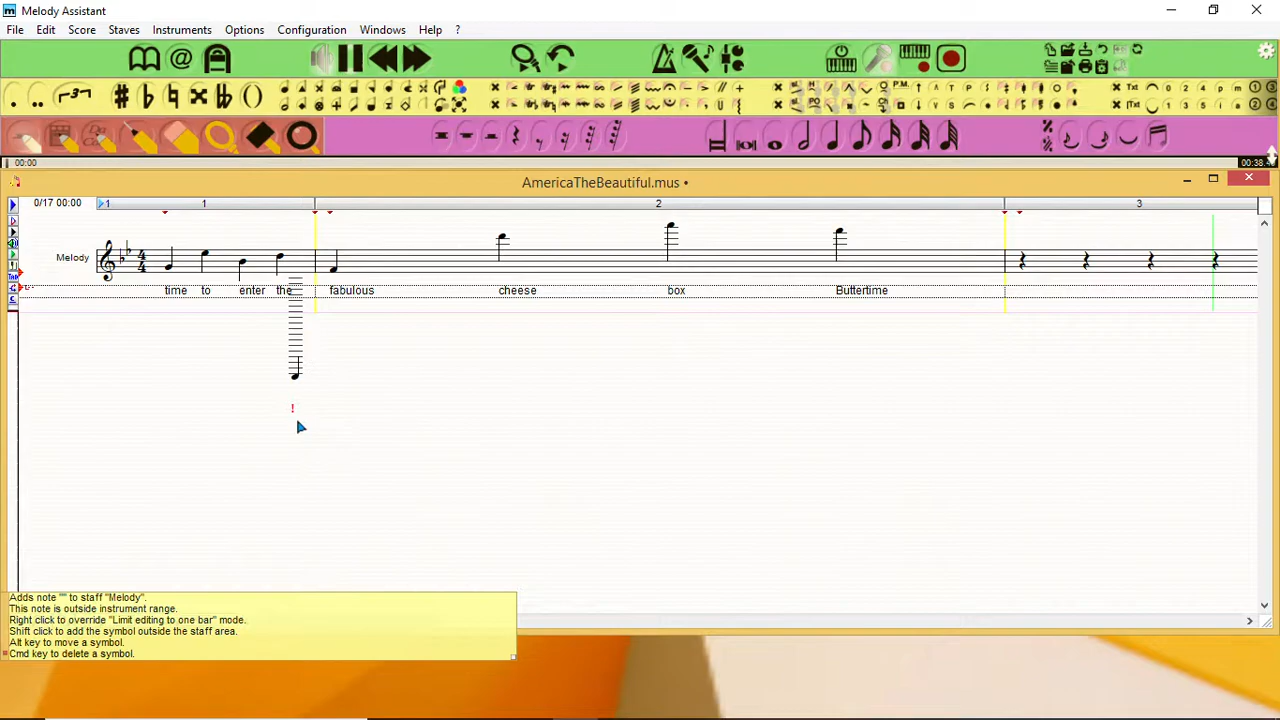 Melody Assistant
File Edit Score Staves Instruments Options Configuration Windows Help ?
00:00
AmericaTheBeautiful.mus •
0/17 00:00 1 1 2 3
Melody
4
4
time to enter the fabulous cheese box Buttertime
!
Adds note "" to staff "Melody".
This note is outside instrument range.
Right click to override "Limit editing to one bar" mode.
Shift click to add the symbol outside the staff area.
Alt key to move a symbol.
Cmd key to delete a symbol.